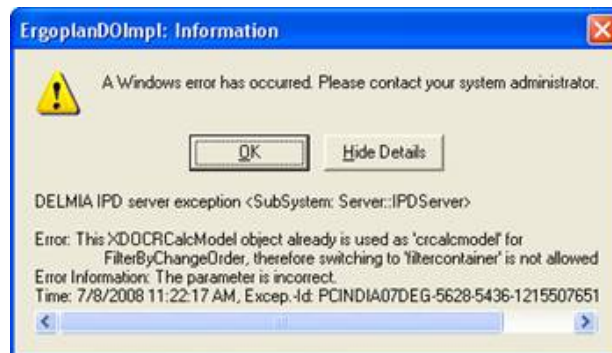 ErgoplanDOImpl: Information
A Windows error has occurred. Please contact your system administrator.
OK
Hide Details
DELMIA IPD server exception <SubSystem: Server::IPDServer>
Error: This XDOCRCalcModel object already is used as 'crcalcmodel' for
FilterByChangeOrder, therefore switching to 'filtercontainer' is not allowed
Error Information: The parameter is incorrect.
Time: 7/8/2008 11:22:17 AM, Excep.-Id: PCINDIA07DEG-5628-5436-1215507651